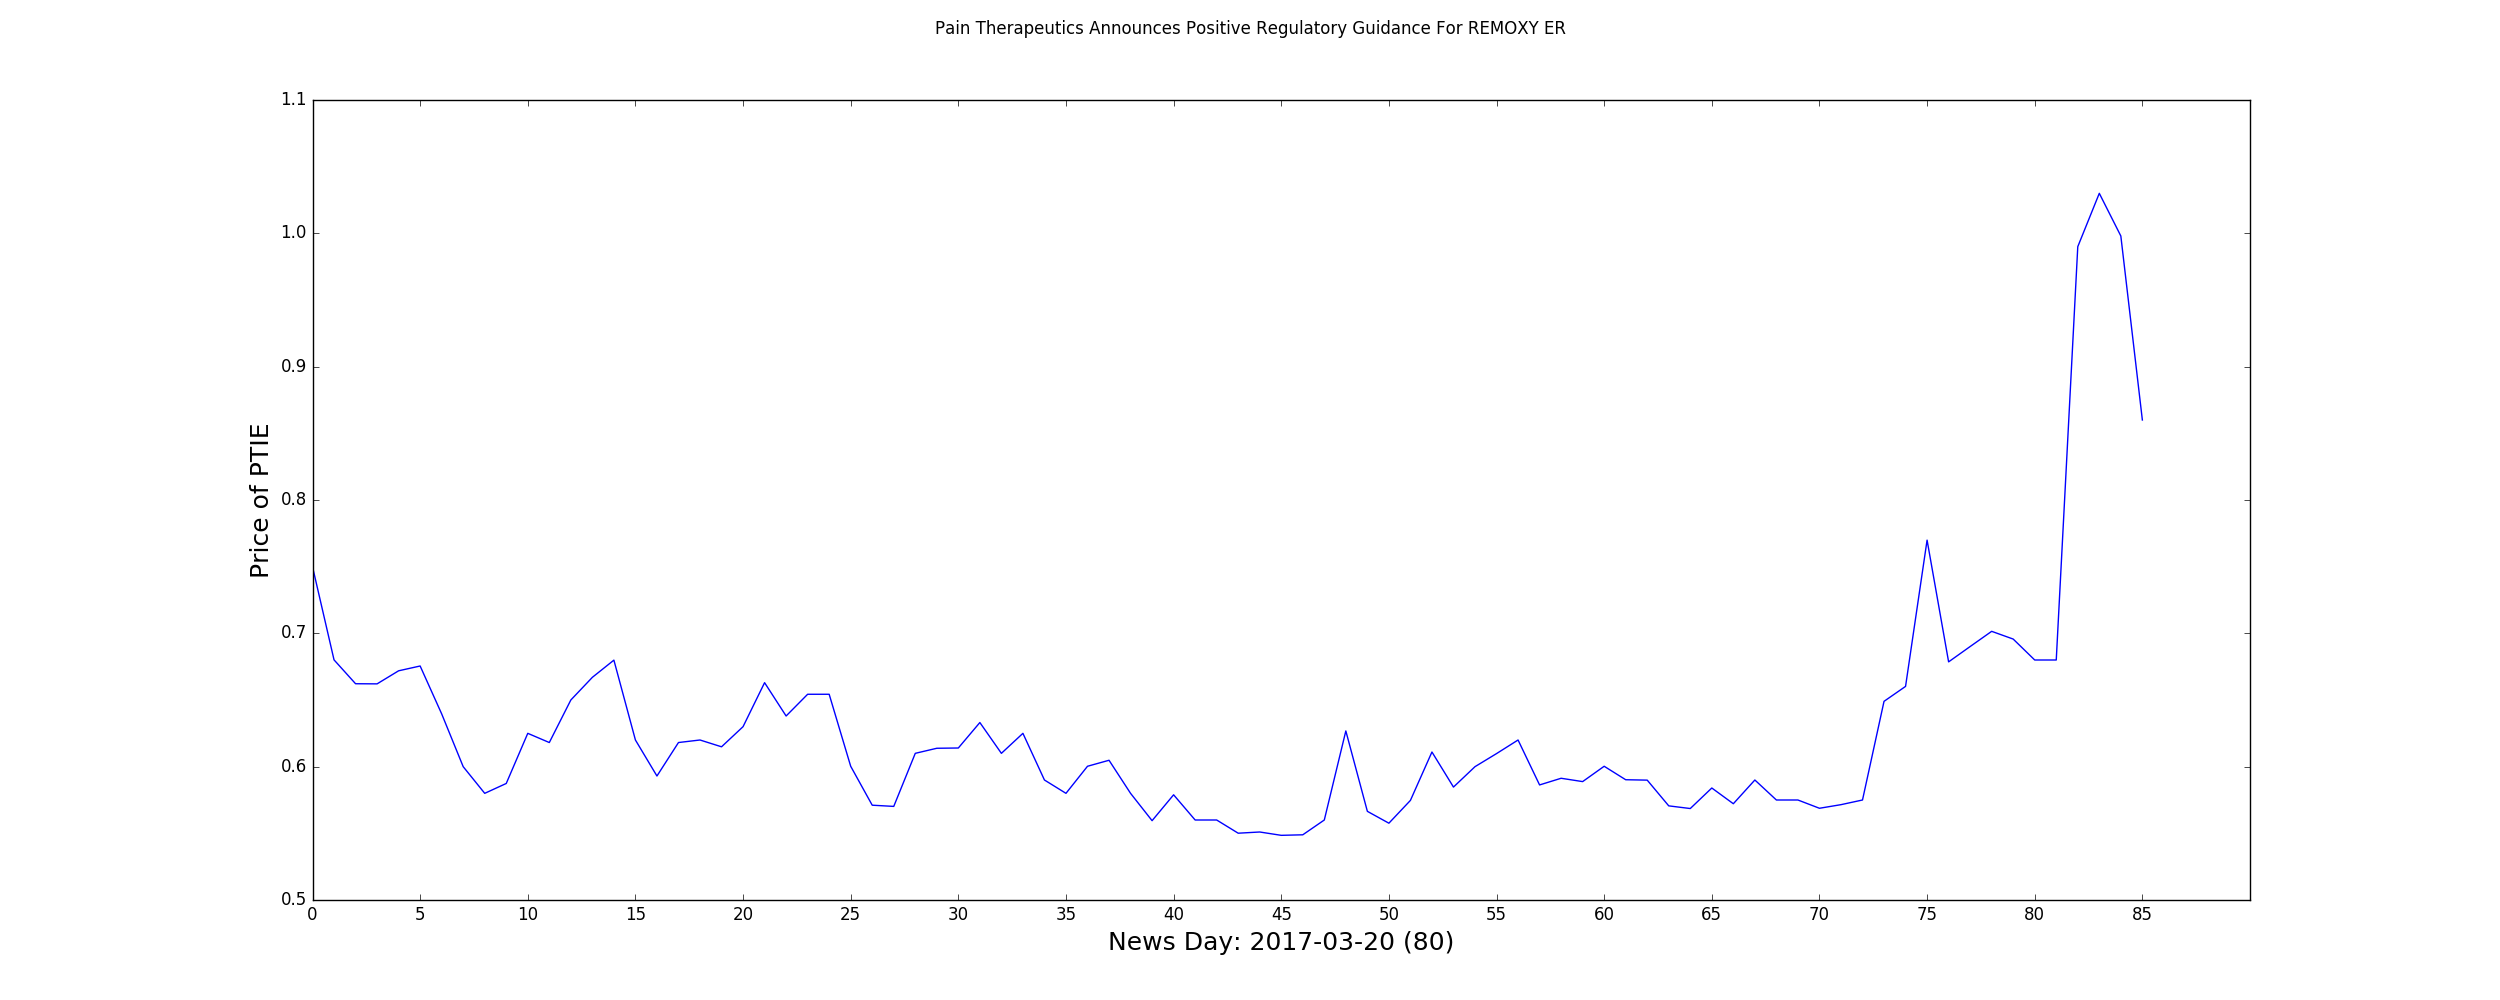 Pain Therapeutics Announces Positive Regulatory Guidance For REMOXY ER
1.1
1.0
0.9
0.8
0.7
0.6
0.5
Price of PTIE
0 5 10 15 20 25 30 35 40 45 50 55 60 65 70 75 80 85
News Day: 2017-03-20 (80)